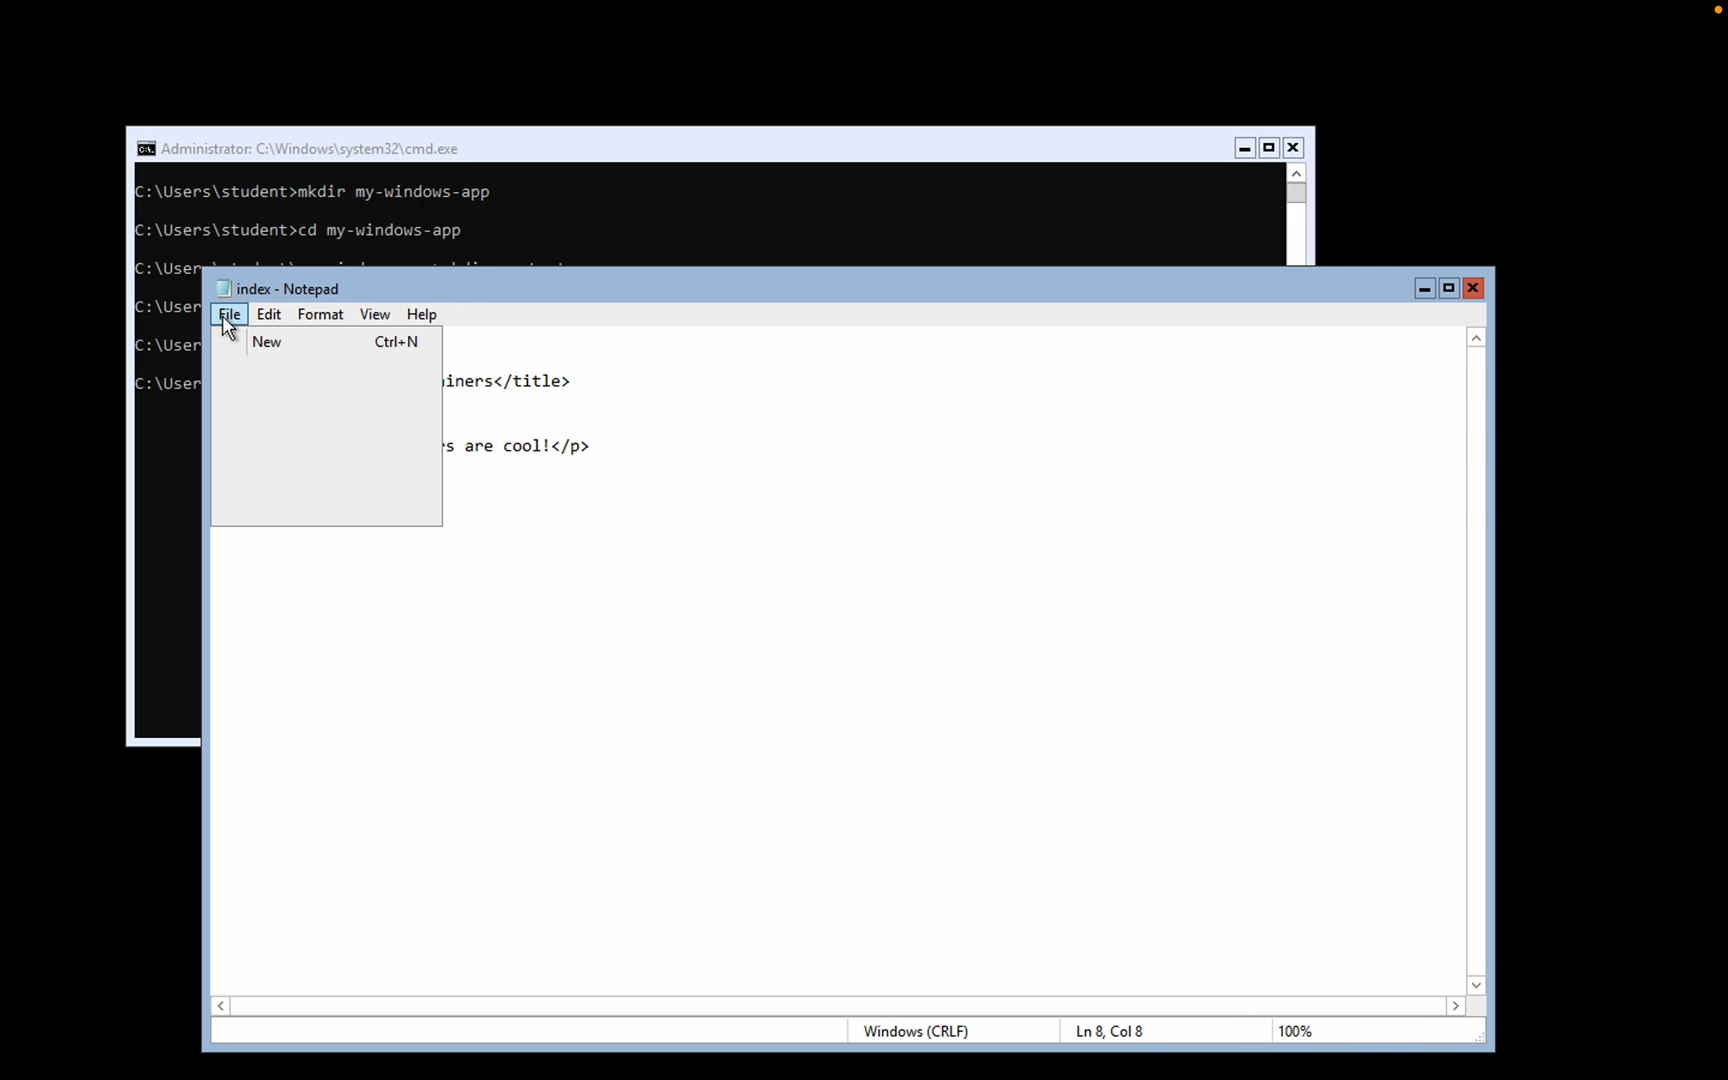 Administrator: C:\Windows\system32\cmd.exe
C:\Users\student>mkdir my-windows-app
C:\Users\student>cd my-windows-app
C:\User
index - Notepad
C:\User
File Edit Format View Help
New Ctrl+N
C:\User
iners</title>
C:\User
s are cool!</p>
Windows (CRLF) Ln 8, Col 8 100%